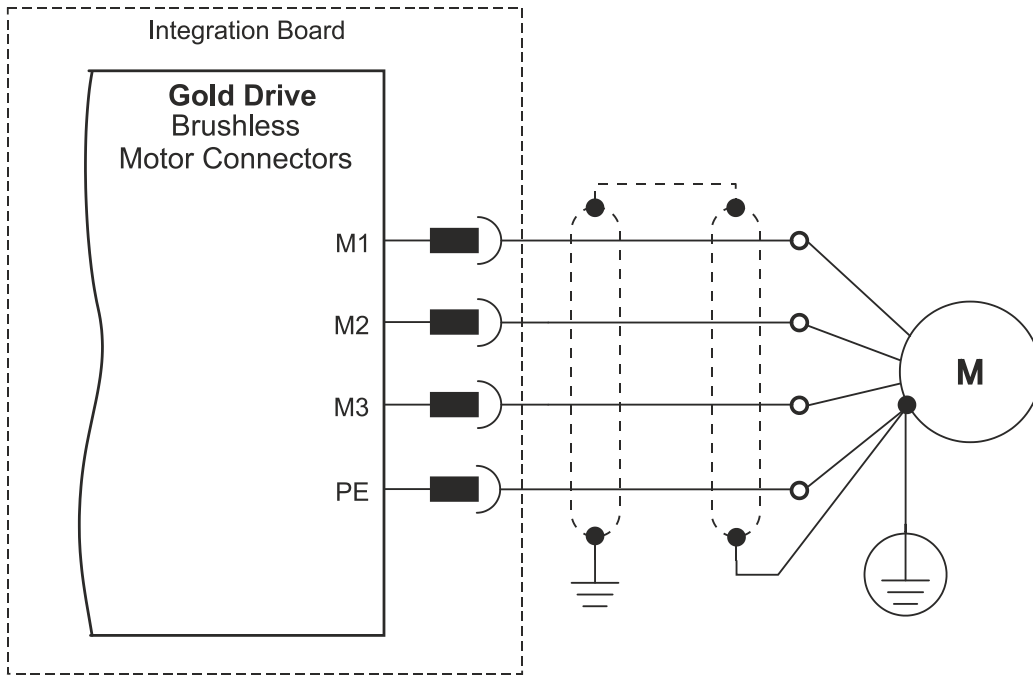 Integration Board
Gold Drive
Brushless
Motor Connectors
M1
M2
M3
PE
M